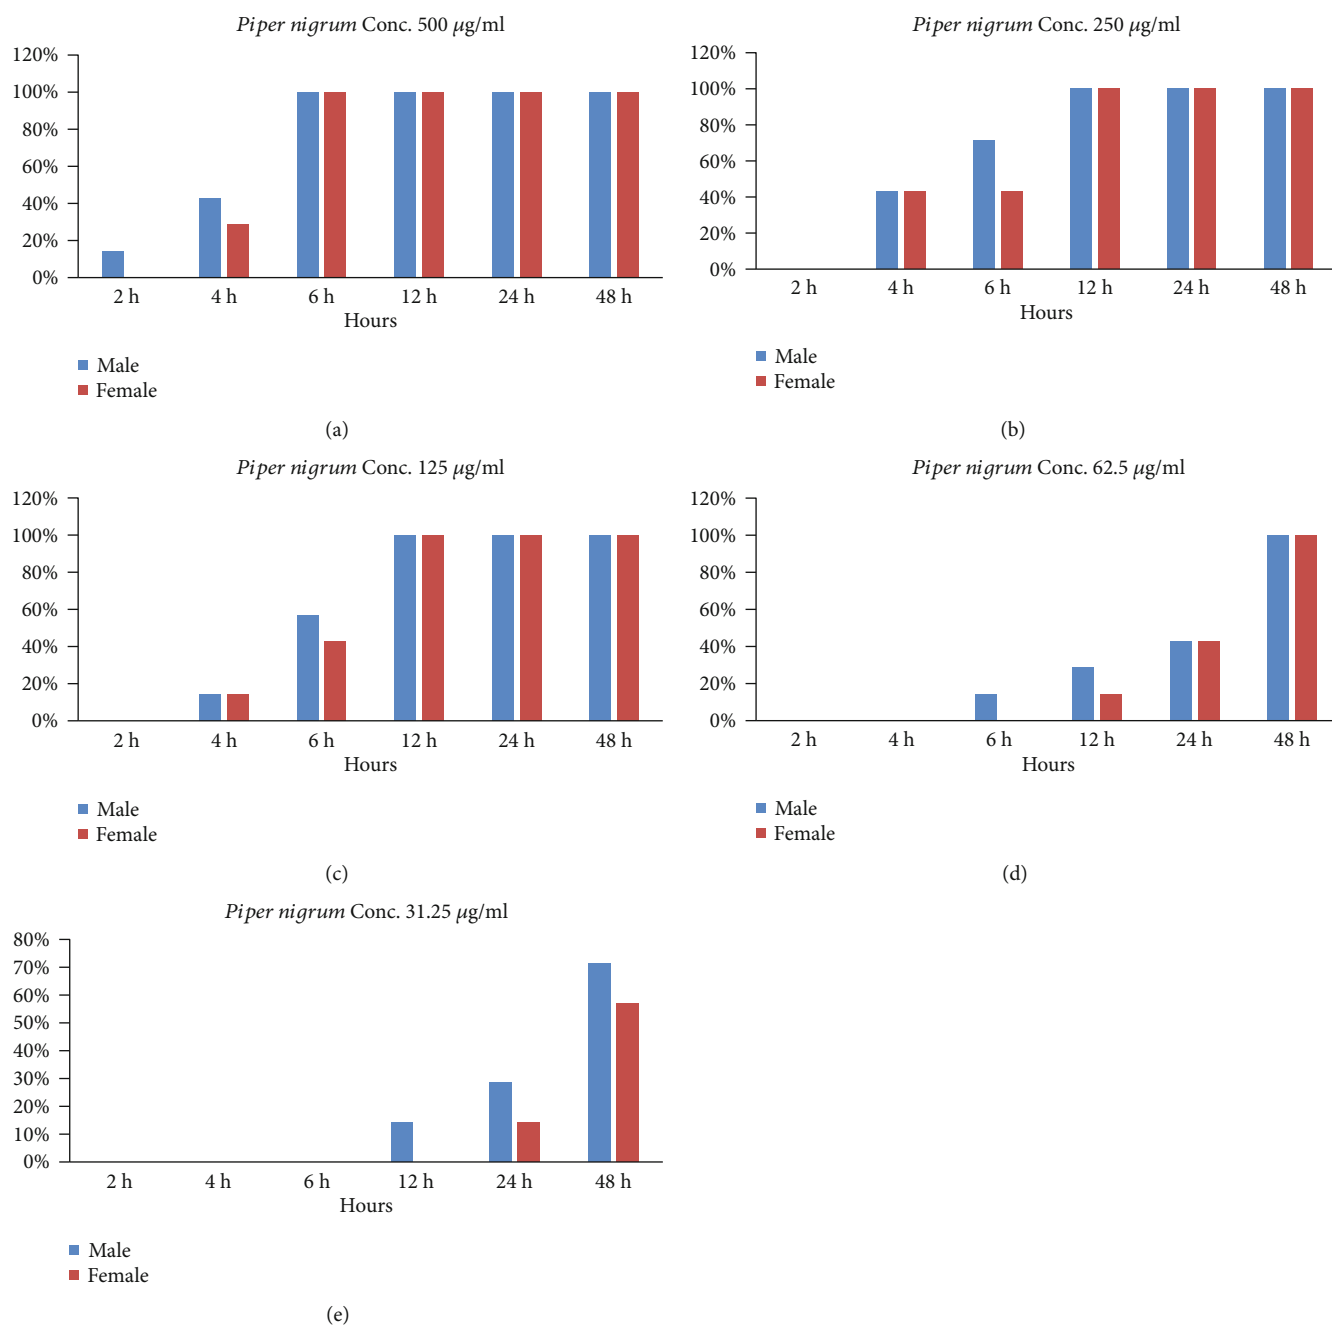 Piper nigrum Conc. 500 µg/ml
120%
100%
80%
60%
40%
20%
0%
2 h 4 h 6 h 12 h 24 h 48 h
Hours
Male
Female
(a)
Piper nigrum Conc. 250 µg/ml
120%
100%
80%
60%
40%
20%
0%
2 h 4 h 6 h 12 h 24 h 48 h
Hours
Male
Female
(b)
Piper nigrum Conc. 125 µg/ml
120%
100%
80%
60%
40%
20%
0%
2 h 4 h 6 h 12 h 24 h 48 h
Hours
Male
Female
(c)
Piper nigrum Conc. 62.5 µg/ml
120%
100%
80%
60%
40%
20%
0%
2 h 4 h 6 h 12 h 24 h 48 h
Hours
Male
Female
(d)
Piper nigrum Conc. 31.25 µg/ml
80%
70%
60%
50%
40%
30%
20%
10%
0%
2 h 4 h 6 h 12 h 24 h 48 h
Hours
Male
Female
(e)